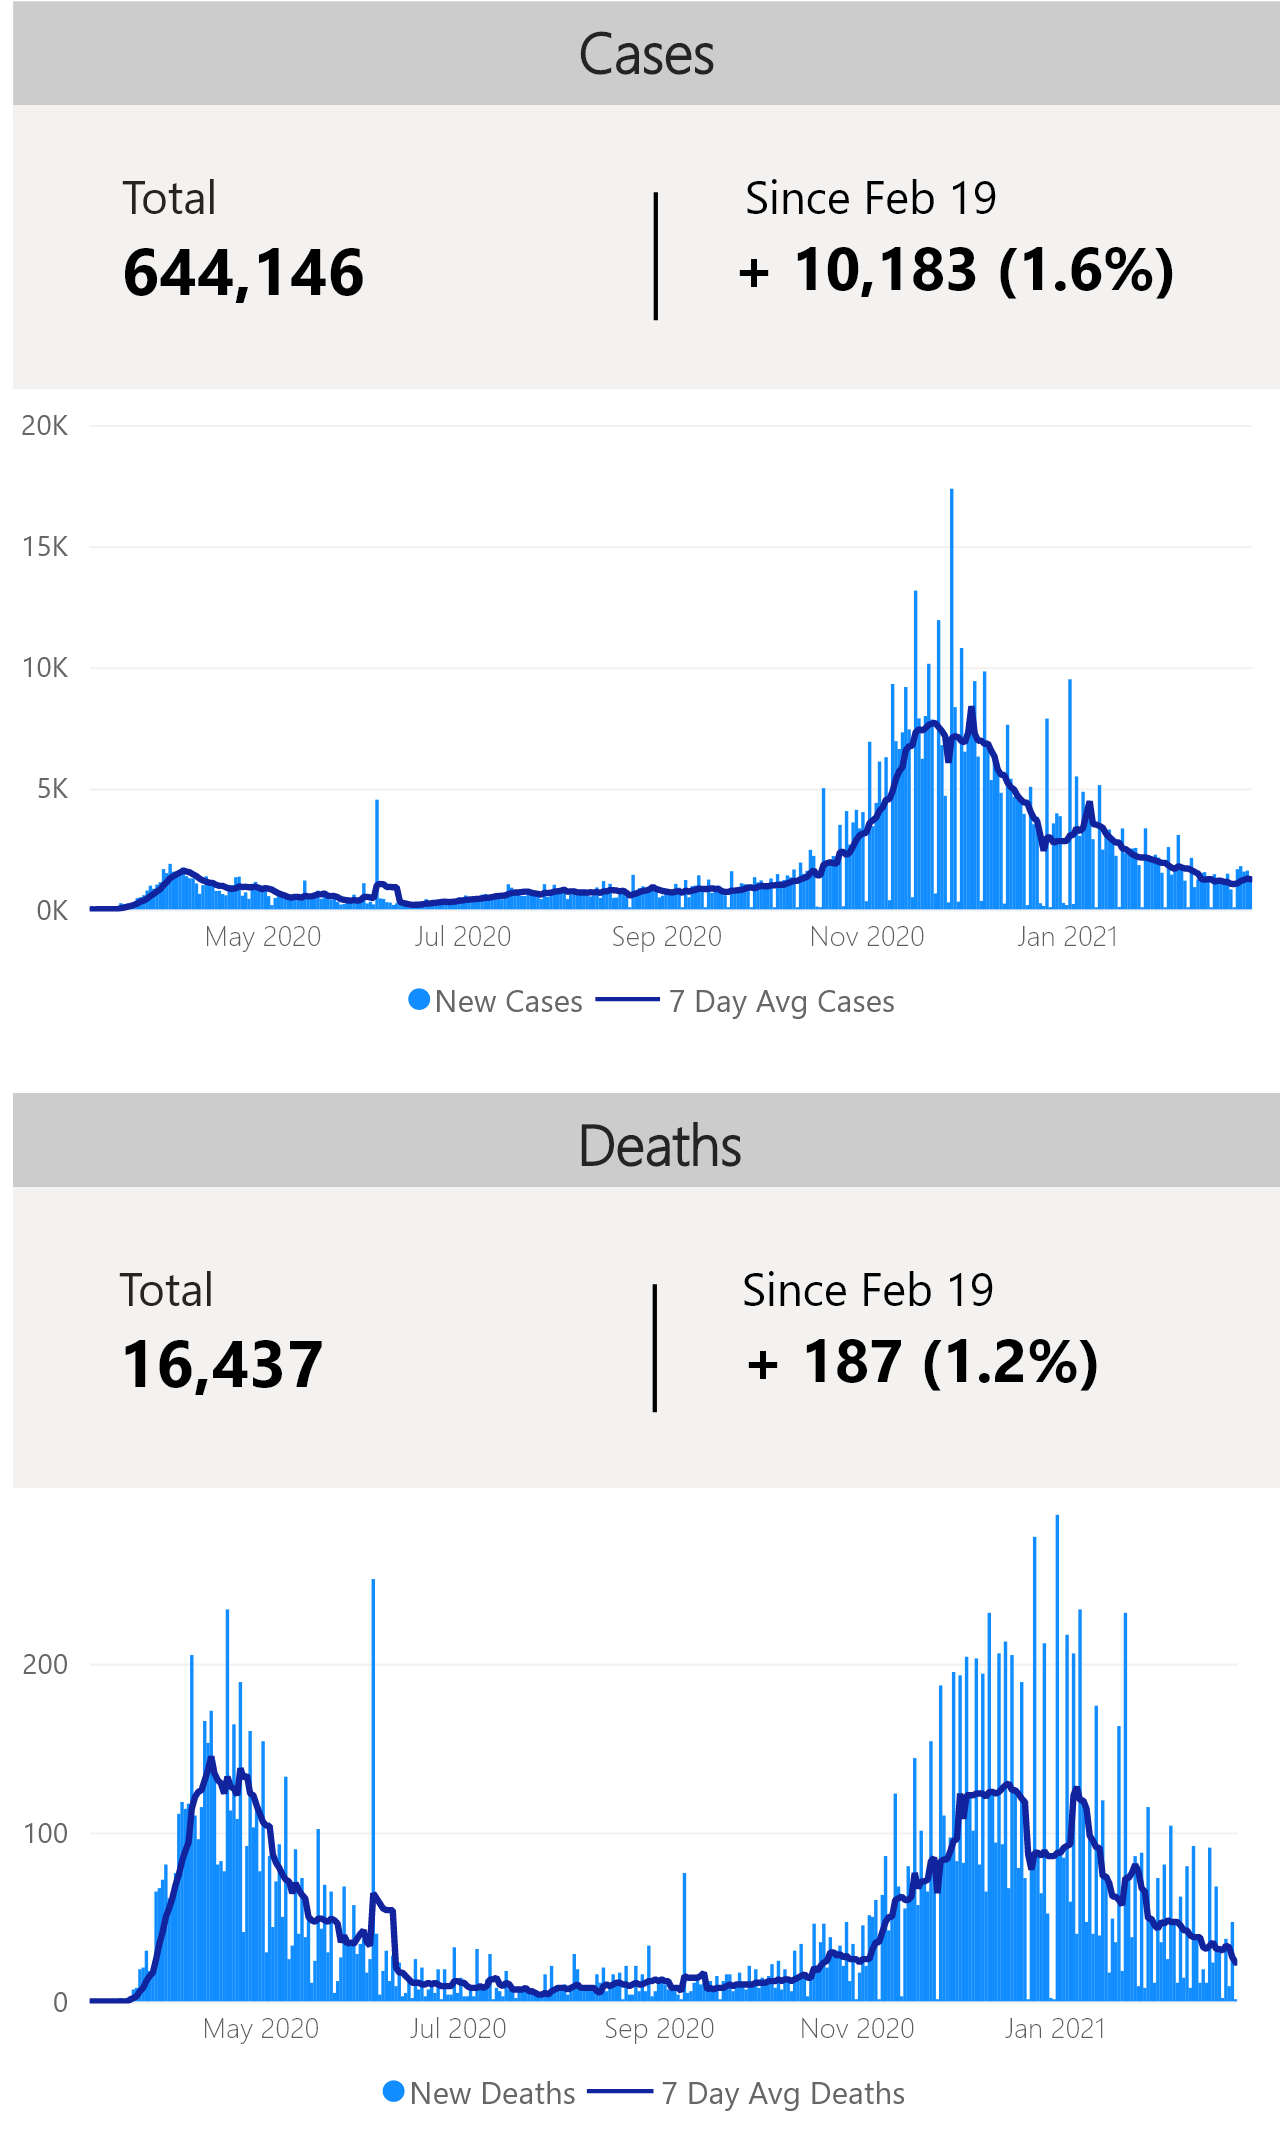 Cases
Total
Since Feb 19
644,146
+ 10,183 (1.6%)
20K
15K
10K
5K
0K
May 2020
Jul 2020
Sep 2020
Nov 2020
Jan 2021
New Cases
7 Day Avg Cases
Deaths
Total
Since Feb 19
16,437
+ 187 (1.2%)
200
100
0
May 2020
Jul 2020
Sep 2020
Nov 2020
Jan 2021
New Deaths
7 Day Avg Deaths